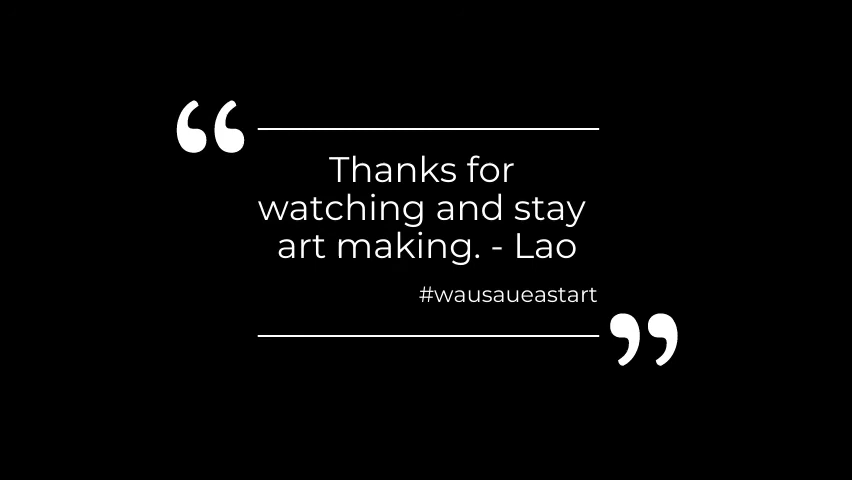 “
Thanks for
watching and stay
art making. - Lao
#wausaueastart
”